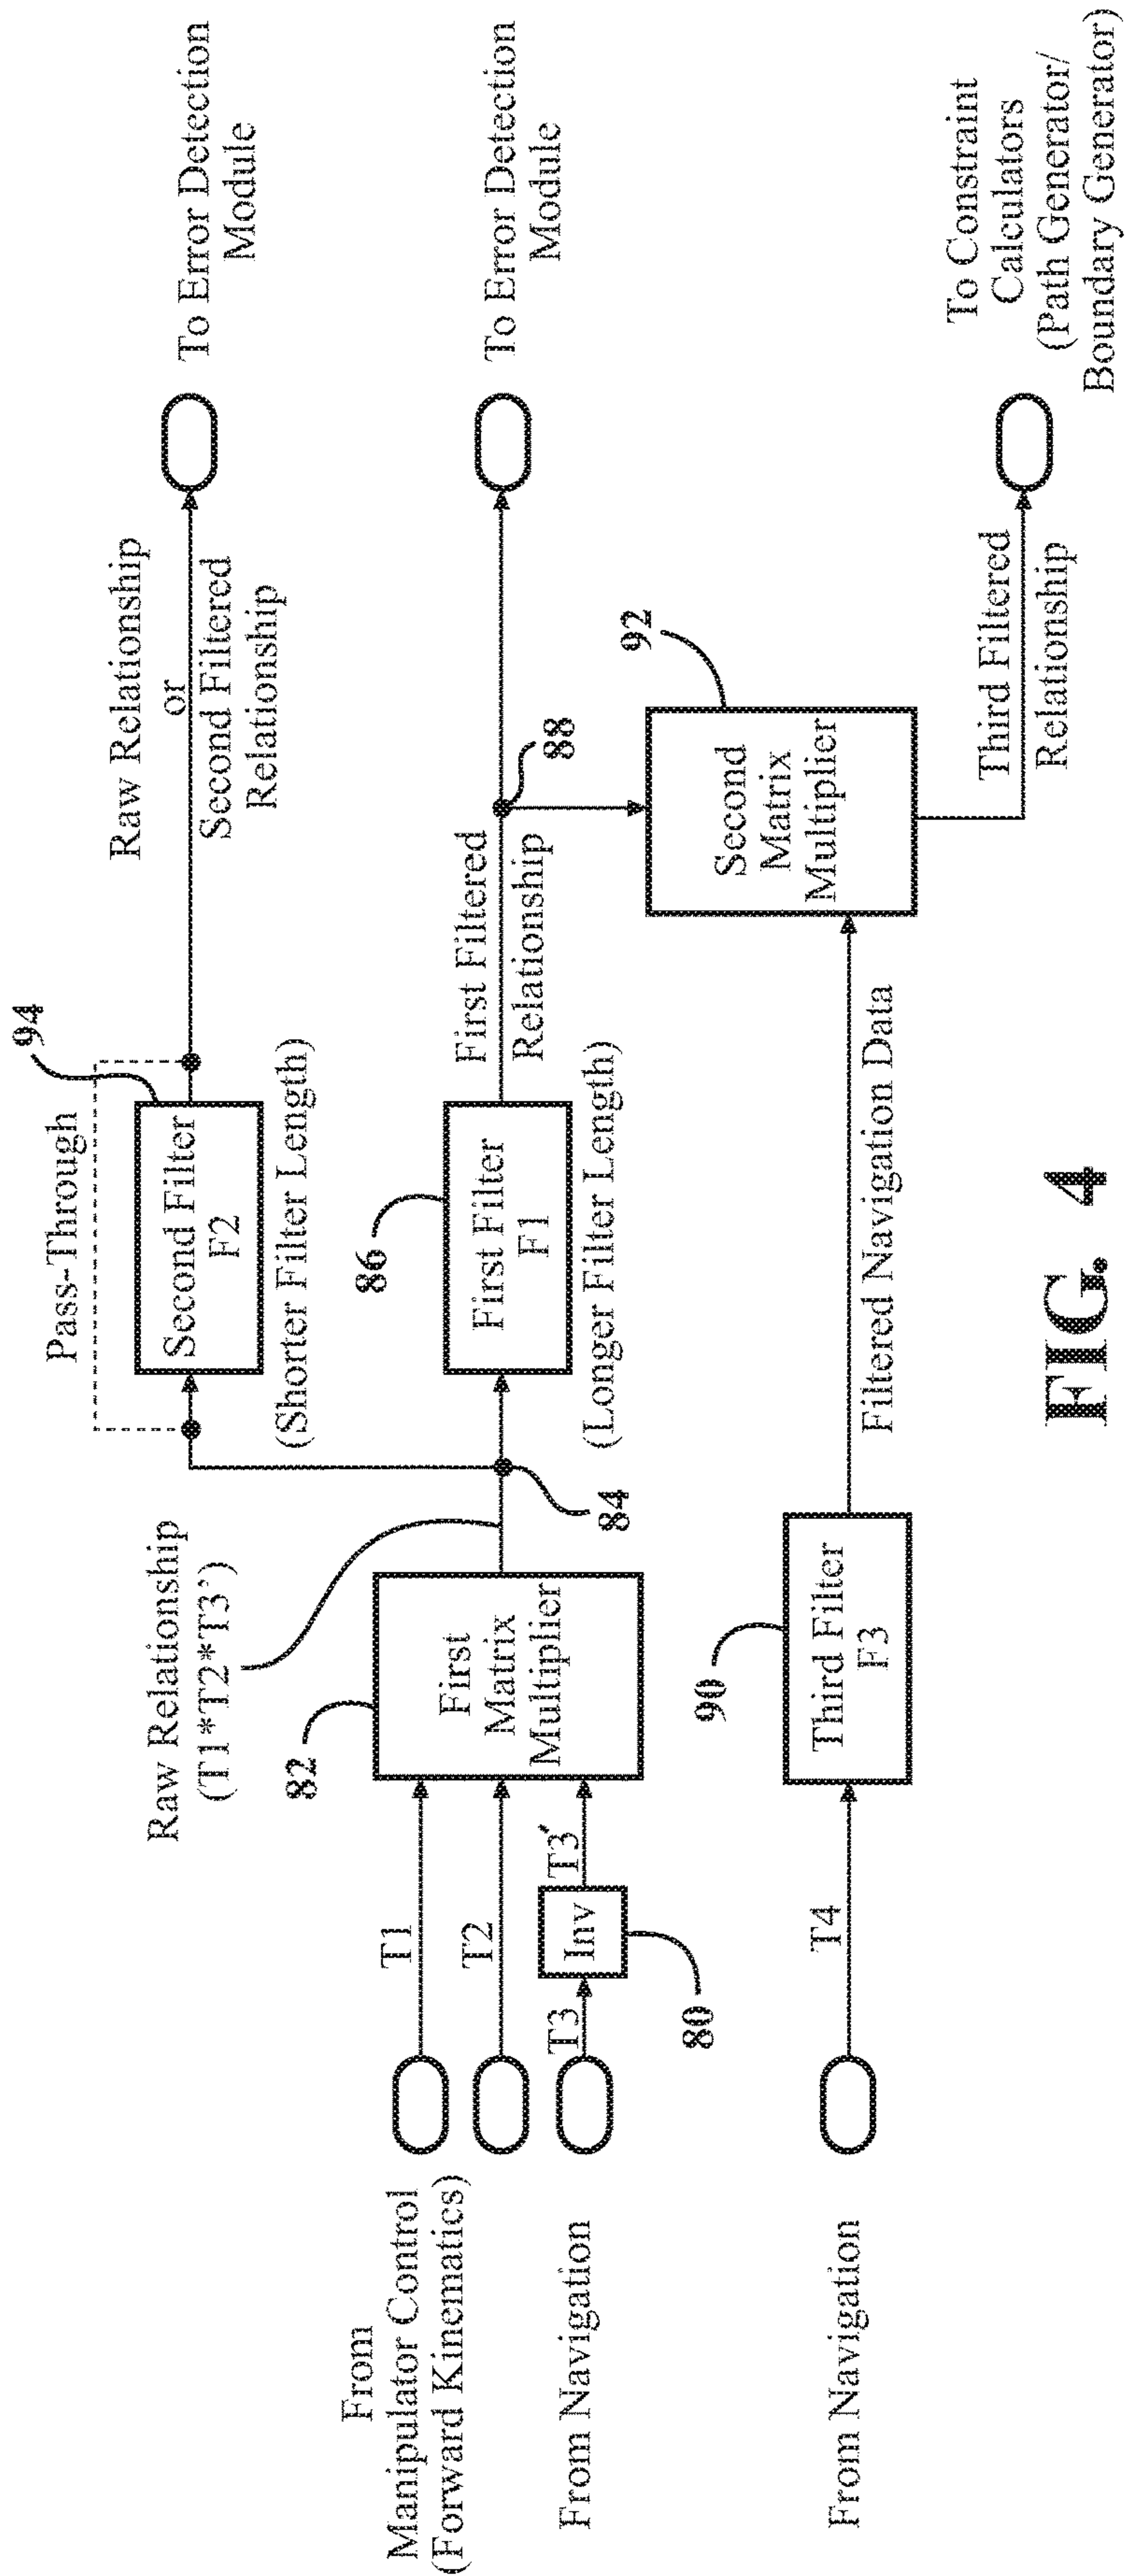 From
Manipulator Control
(Forward Kinematics)
From Navigation
From Navigation
T1
T2
T3
Inv
T3'
80
T4
82
First
Matrix
Multiplier
Raw Relationship
(T1*T2*T3')
84
90
Third Filter
F3
Pass-Through
94
Second Filter
F2
(Shorter Filter Length)
86
First Filter
F1
(Longer Filter Length)
Filtered Navigation Data
First Filtered
Relationship
88
92
Second
Matrix
Multiplier
Raw Relationship
or
Second Filtered
Relationship
Third Filtered
Relationship
To Error Detection
Module
To Error Detection
Module
To Constraint
Calculators
(Path Generator/
Boundary Generator)
FIG. 4